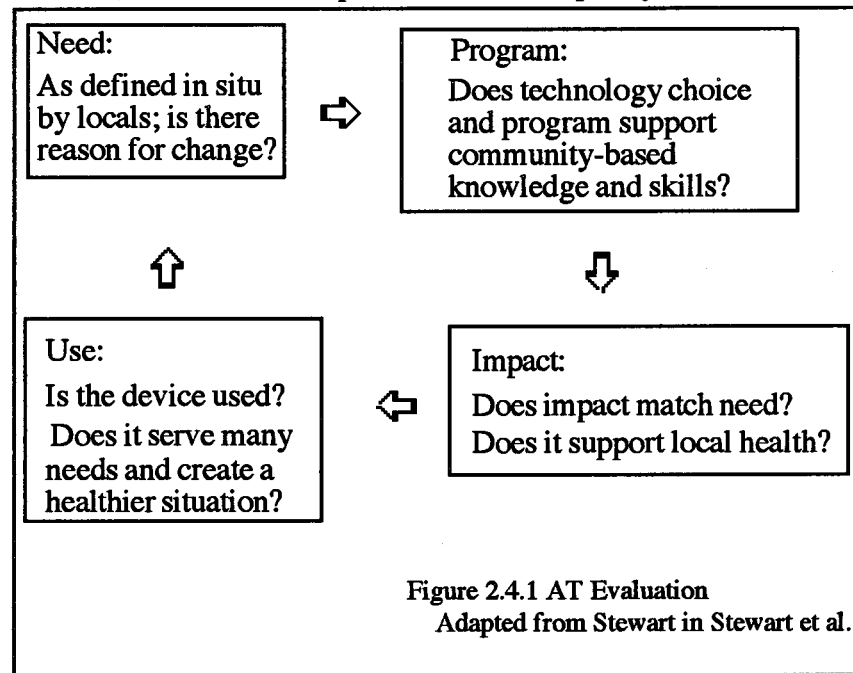 Need:
As defined in situ
by locals; is there
reason for change?
Program:
Does technology choice
and program support
community-based
knowledge and skills?
Impact:
Does impact match need?
Does it support local health?
Use:
Is the device used?
Does it serve many
needs and create a
healthier situation?
Figure 2.4.1 AT Evaluation
Adapted from Stewart in Stewart et al.